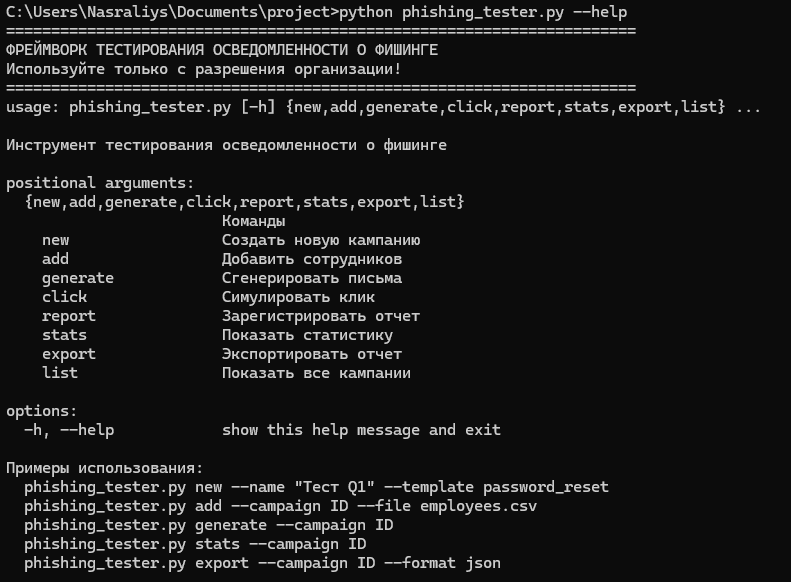 C:\Users\Nasraliys\Documents\project>python phishing_tester.py --help
======================================================================
ФРЕЙМВОРК ТЕСТИРОВАНИЯ ОСВЕДОМЛЕННОСТИ О ФИШИНГЕ
Используйте только с разрешения организации!
======================================================================
usage: phishing_tester.py [-h] {new,add,generate,click,report,stats,export,list} ...

Инструмент тестирования осведомленности о фишинге

positional arguments:
  {new,add,generate,click,report,stats,export,list}
                        Команды
    new                 Создать новую кампанию
    add                 Добавить сотрудников
    generate            Сгенерировать письма
    click               Симулировать клик
    report              Зарегистрировать отчет
    stats               Показать статистику
    export              Экспортировать отчет
    list                Показать все кампании

options:
  -h, --help            show this help message and exit

Примеры использования:
  phishing_tester.py new --name "Тест Q1" --template password_reset
  phishing_tester.py add --campaign ID --file employees.csv
  phishing_tester.py generate --campaign ID
  phishing_tester.py stats --campaign ID
  phishing_tester.py export --campaign ID --format json